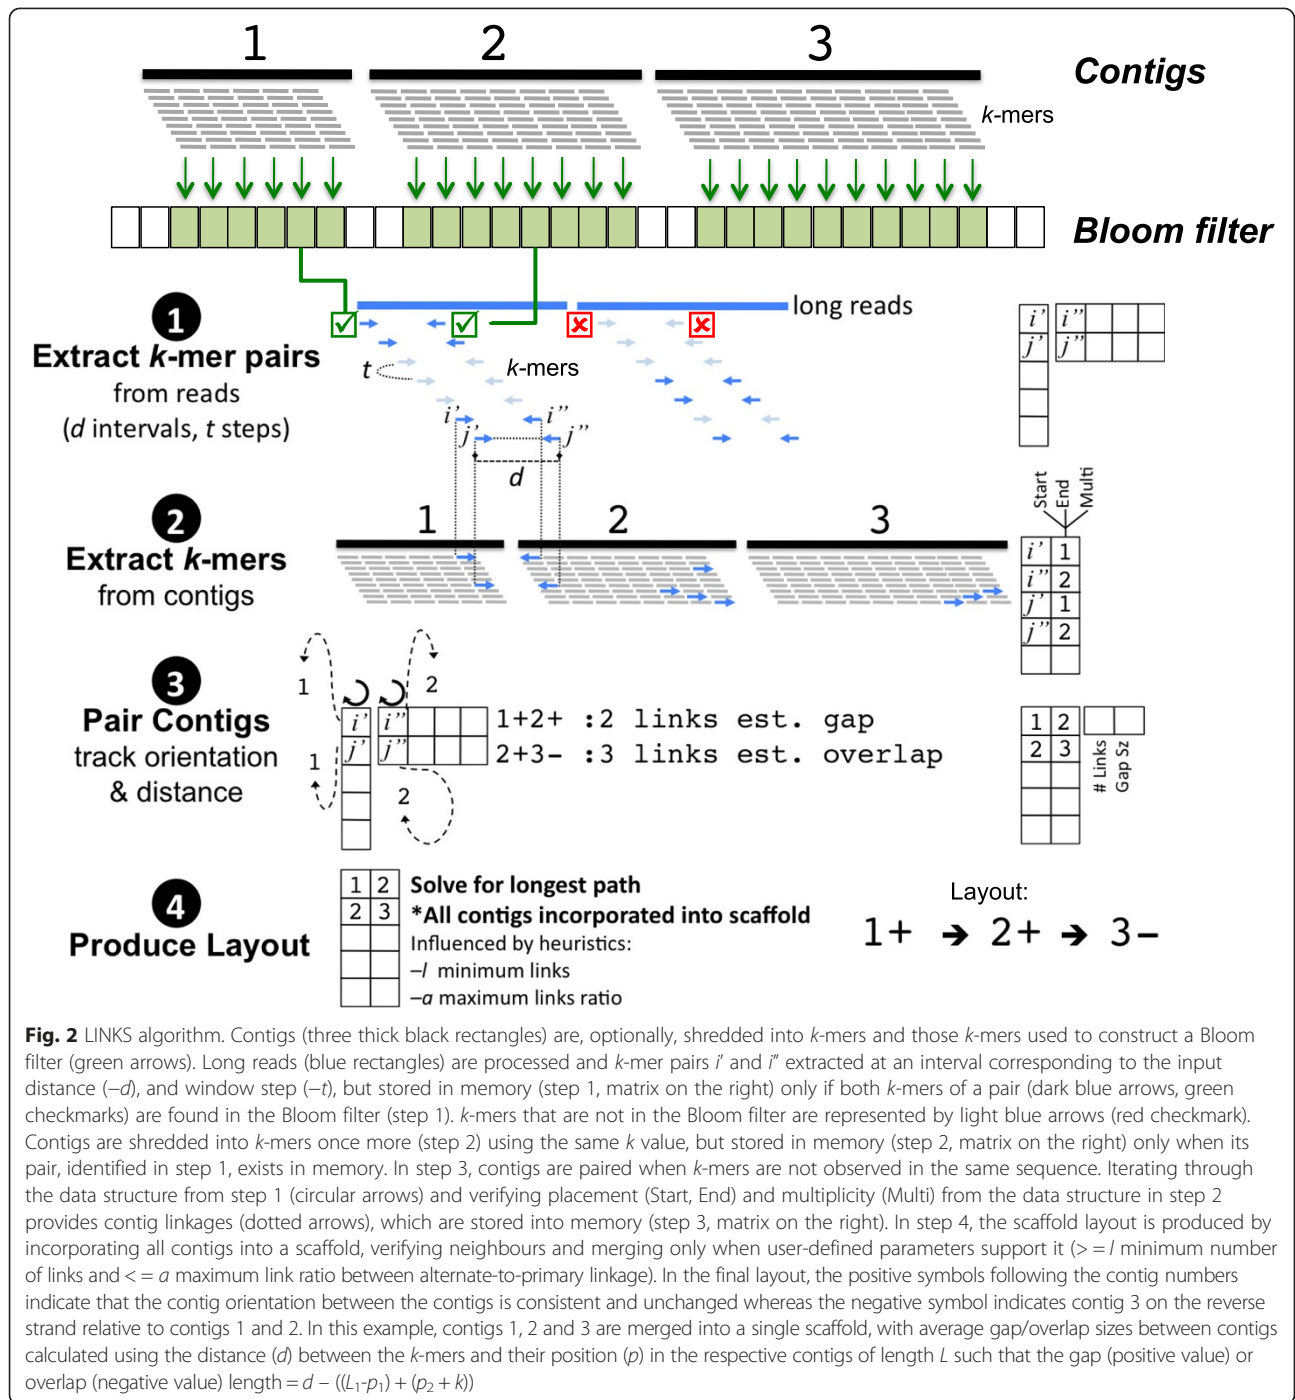 1 2 3 Contigs
k-mers
Bloom filter
long reads
1
Extract k-mer pairs
from reads
(d intervals, t steps)
t k-mers
i' i''
j' j''
d
i' i''
j' j''
2
Extract k-mers
from contigs
1 2 3
Start End Multi
i' 1
i'' 2
j' 1
j'' 2
3
Pair Contigs
track orientation
& distance
1 2
i' i''
j' j''
1 2
1+2+ :2 links est. gap
2+3- :3 links est. overlap
1 2
2 3
# Links
Gap Sz
4
Produce Layout
1 2
2 3
Solve for longest path
*All contigs incorporated into scaffold
Influenced by heuristics:
–l minimum links
–a maximum links ratio
Layout:
1+ ➔ 2+ ➔ 3-
Fig. 2 LINKS algorithm. Contigs (three thick black rectangles) are, optionally, shredded into k-mers and those k-mers used to construct a Bloom
filter (green arrows). Long reads (blue rectangles) are processed and k-mer pairs i′ and i″ extracted at an interval corresponding to the input
distance (−d), and window step (−t), but stored in memory (step 1, matrix on the right) only if both k-mers of a pair (dark blue arrows, green
checkmarks) are found in the Bloom filter (step 1). k-mers that are not in the Bloom filter are represented by light blue arrows (red checkmark).
Contigs are shredded into k-mers once more (step 2) using the same k value, but stored in memory (step 2, matrix on the right) only when its
pair, identified in step 1, exists in memory. In step 3, contigs are paired when k-mers are not observed in the same sequence. Iterating through
the data structure from step 1 (circular arrows) and verifying placement (Start, End) and multiplicity (Multi) from the data structure in step 2
provides contig linkages (dotted arrows), which are stored into memory (step 3, matrix on the right). In step 4, the scaffold layout is produced by
incorporating all contigs into a scaffold, verifying neighbours and merging only when user-defined parameters support it (> = l minimum number
of links and < = a maximum link ratio between alternate-to-primary linkage). In the final layout, the positive symbols following the contig numbers
indicate that the contig orientation between the contigs is consistent and unchanged whereas the negative symbol indicates contig 3 on the reverse
strand relative to contigs 1 and 2. In this example, contigs 1, 2 and 3 are merged into a single scaffold, with average gap/overlap sizes between contigs
calculated using the distance (d) between the k-mers and their position (p) in the respective contigs of length L such that the gap (positive value) or
overlap (negative value) length = d − ((L₁-p₁) + (p₂ + k))